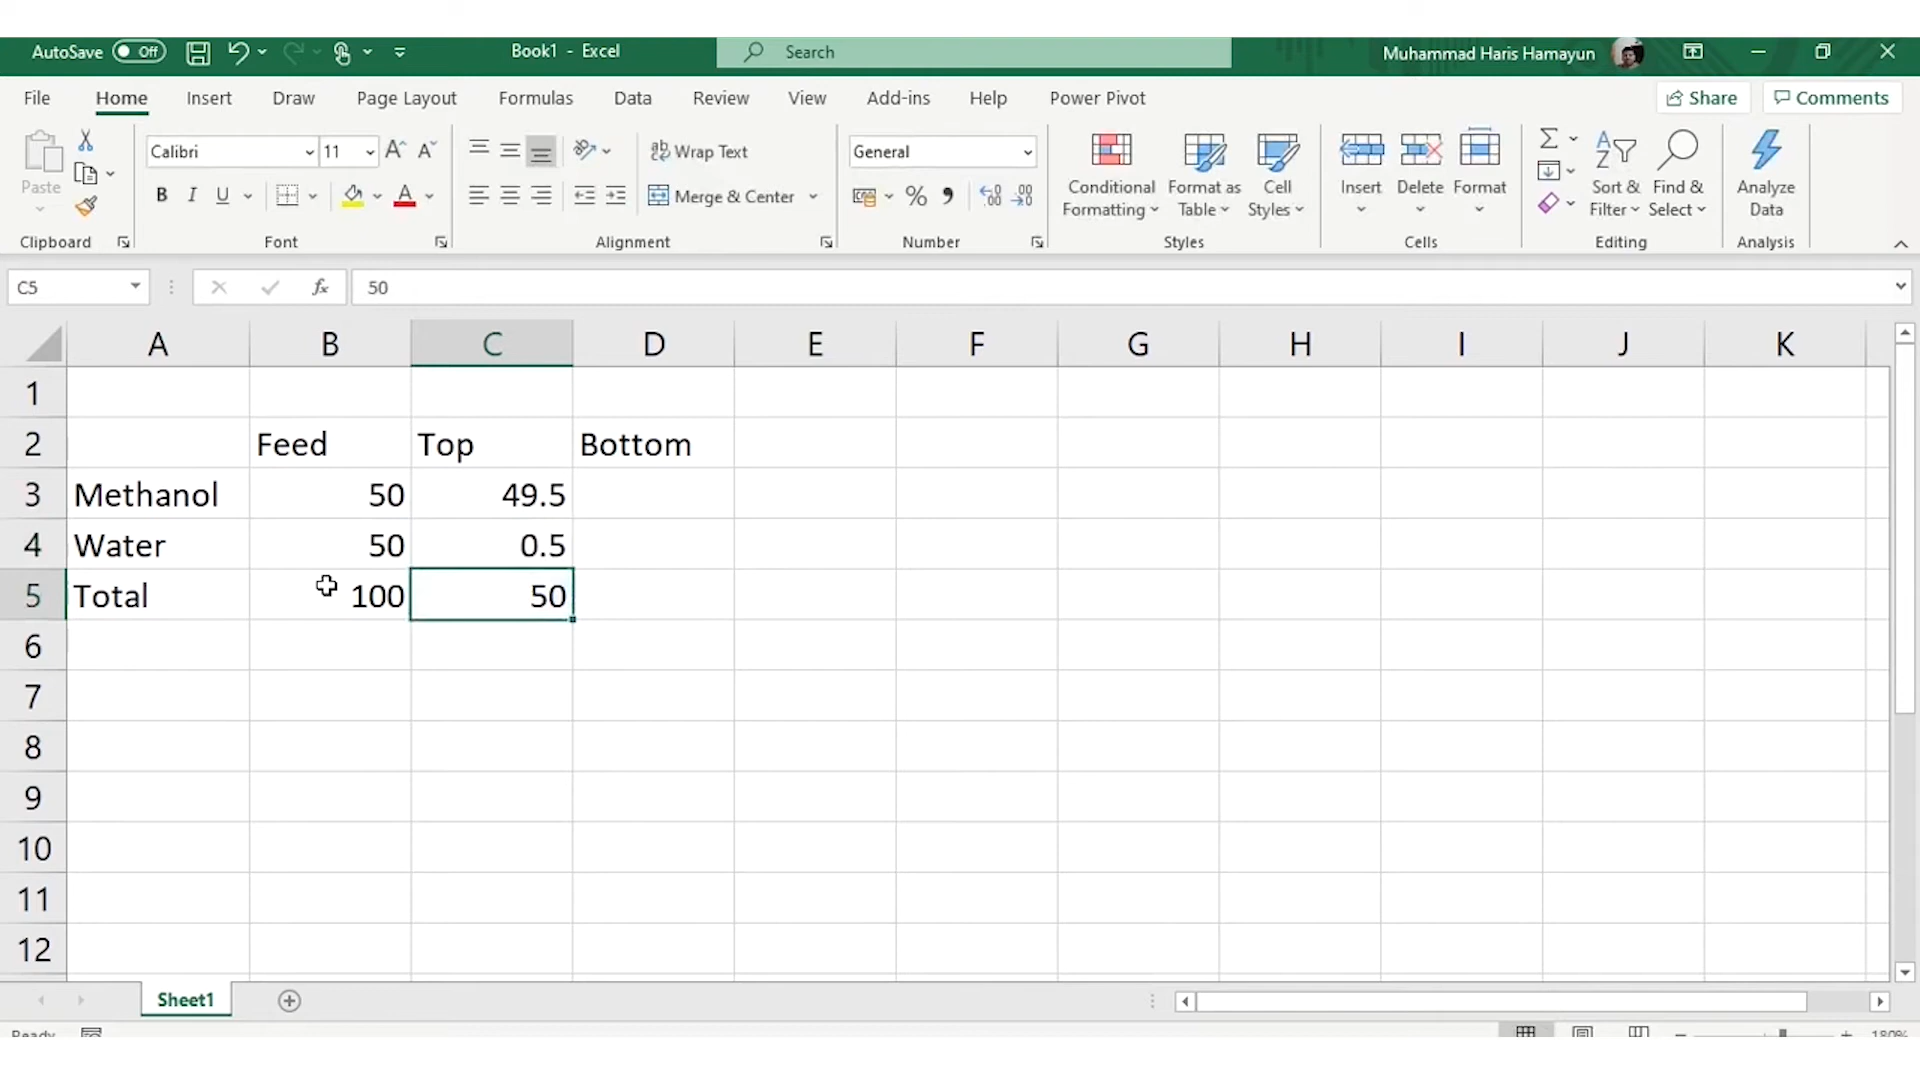 AutoSave Off Book1 - Excel Search Muhammad Haris Hamayun
File Home Insert Draw Page Layout Formulas Data Review View Add-ins Help Power Pivot Share Comments
Paste
Clipboard
Calibri 11
B I U A
Font
ab Wrap Text
Merge & Center
Alignment
General
%
Number
Conditional Formatting
Format as Table
Cell Styles
Styles
Insert Delete Format
Cells
Sort & Filter
Find & Select
Editing
Analyze Data
Analysis
C5 fx 50
A B C D E F G H I J K
1
2 Feed Top Bottom
3 Methanol 50 49.5
4 Water 50 0.5
5 Total 100 50
6
7
8
9
10
11
12
Sheet1
Ready 180%